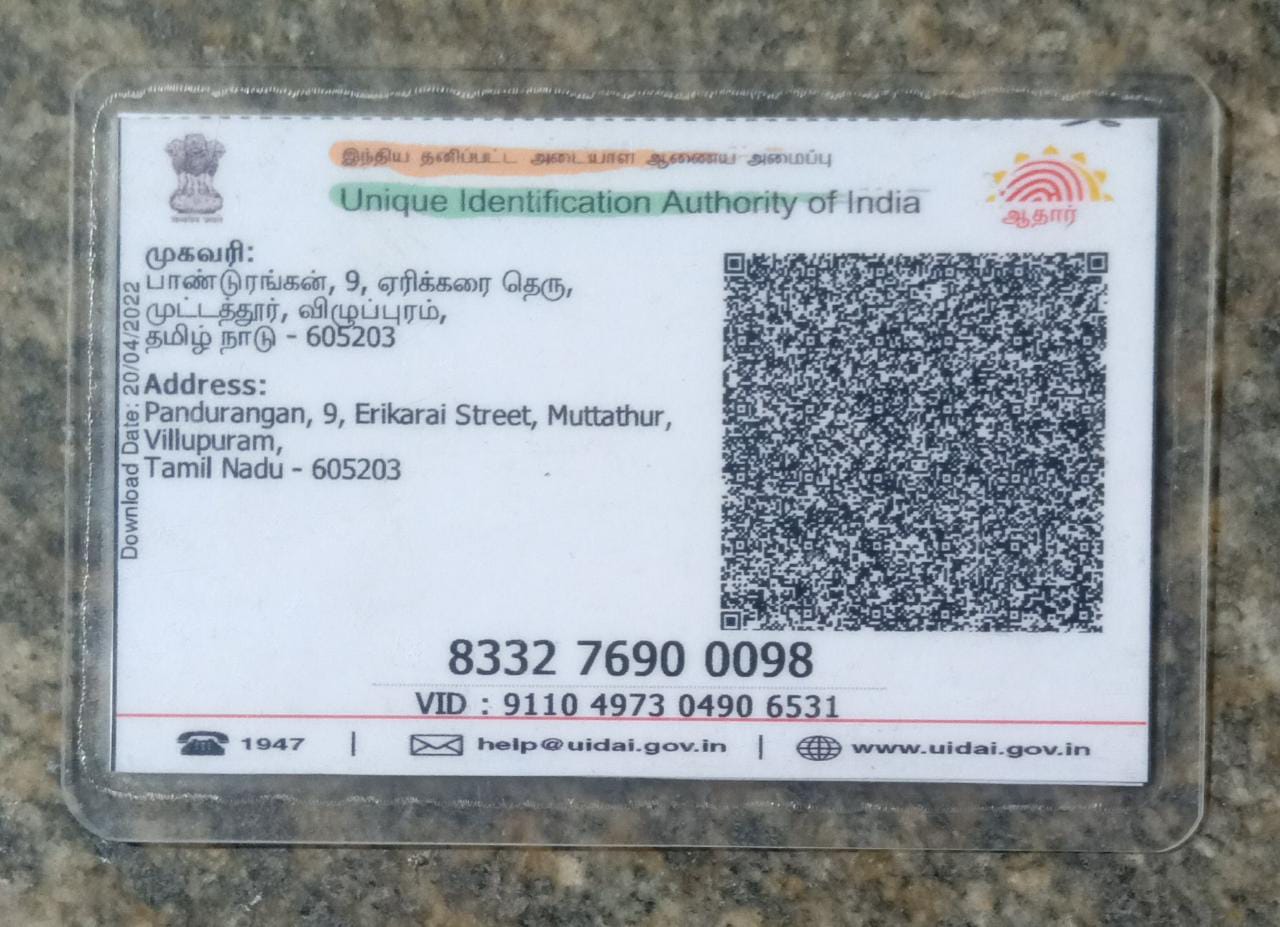 இந்திய தனிப்பட்ட அடையாள ஆணைய அமைப்பு
Unique Identification Authority of India
ஆதார்
முகவரி:
பாண்டுரங்கன், 9, ஏரிக்கரை தெரு,
முட்டத்தூர், விழுப்புரம்,
தமிழ் நாடு - 605203
Address:
Pandurangan, 9, Erikarai Street, Muttathur,
Villupuram,
Tamil Nadu - 605203
Download Date: 20/04/2022
8332 7690 0098
VID : 9110 4973 0490 6531
1947 | help@uidai.gov.in | www.uidai.gov.in